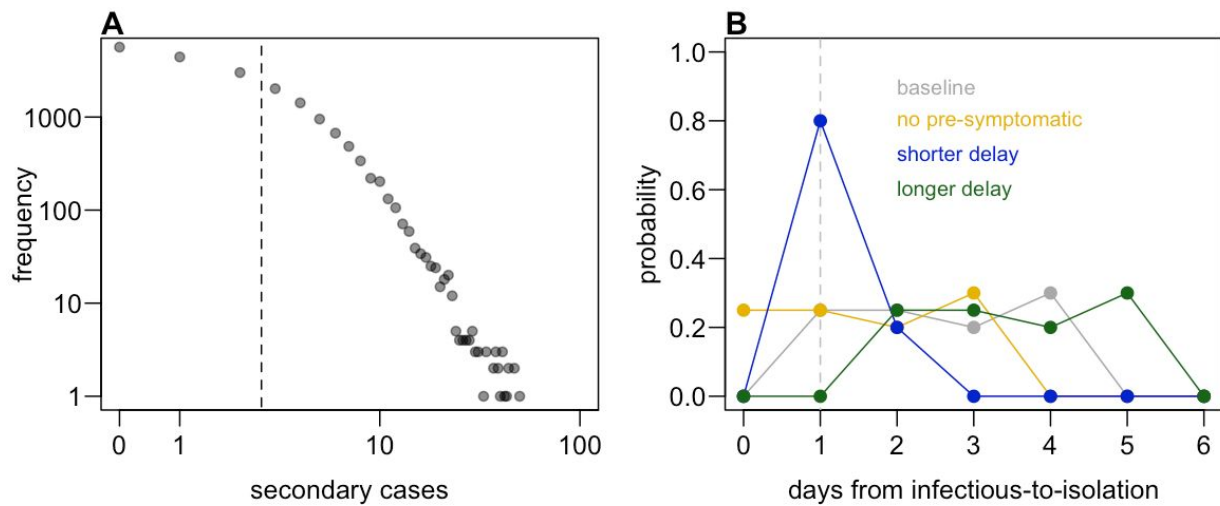 A
frequency
1000
100
10
1
0 1 10 100
secondary cases
B
probability
1.0
0.8
0.6
0.4
0.2
0.0
baseline
no pre-symptomatic
shorter delay
longer delay
0 1 2 3 4 5 6
days from infectious-to-isolation